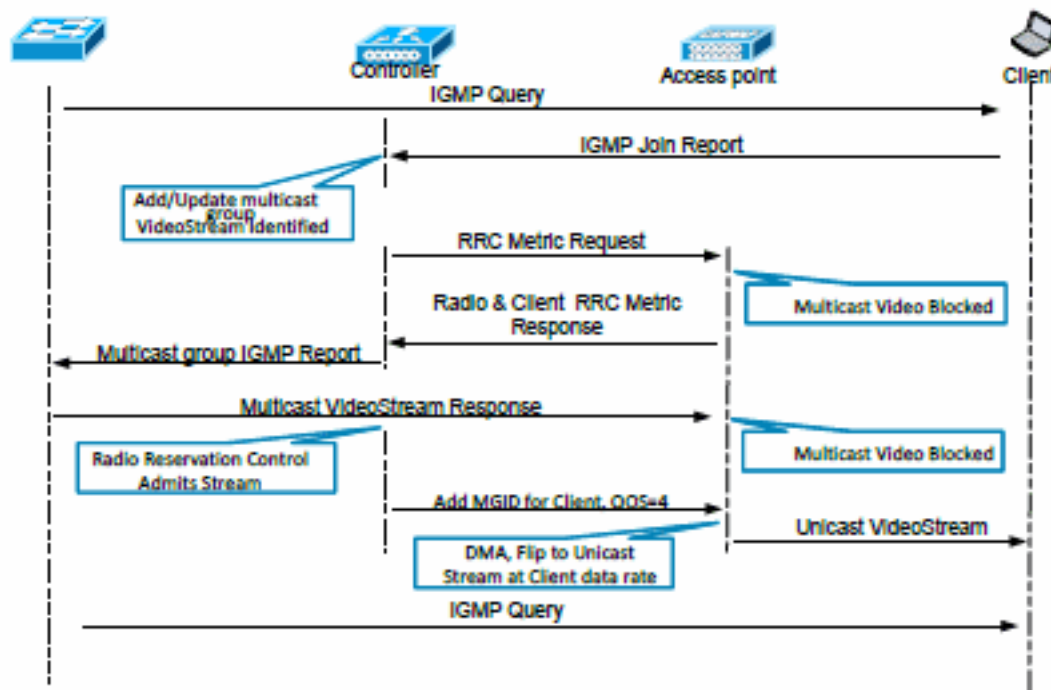 Controller
Access point
Client
IGMP Query
IGMP Join Report
Add/Update multicast
group
VideoStream Identified
RRC Metric Request
Multicast Video Blocked
Radio & Client RRC Metric
Response
Multicast group IGMP Report
Multicast VideoStream Response
Radio Reservation Control
Admits Stream
Multicast Video Blocked
Add MGID for Client, QOS=4
Unicast VideoStream
DMA, Flip to Unicast
Stream at Client data rate
IGMP Query